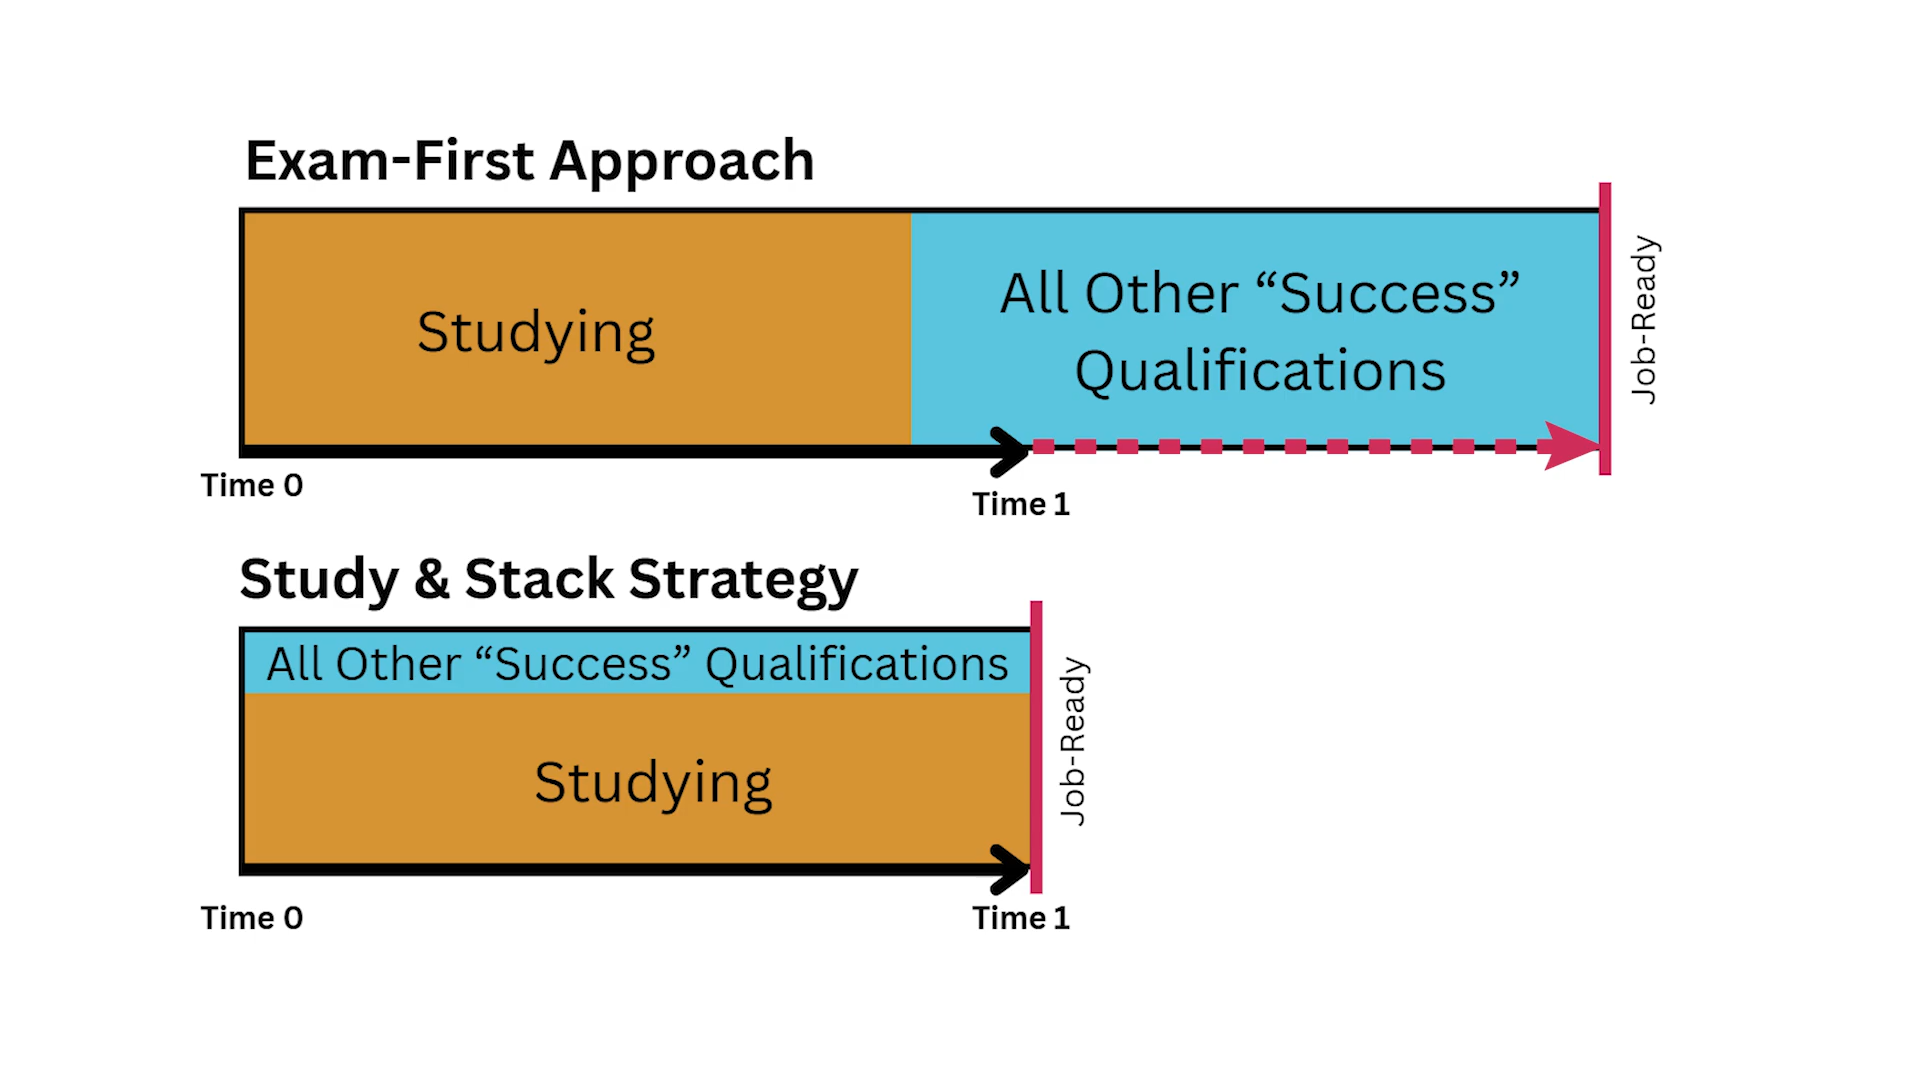 Exam-First Approach
Studying
All Other “Success”
Qualifications
Job-Ready
Time 0
Time 1
Study & Stack Strategy
All Other “Success” Qualifications
Studying
Job-Ready
Time 0
Time 1